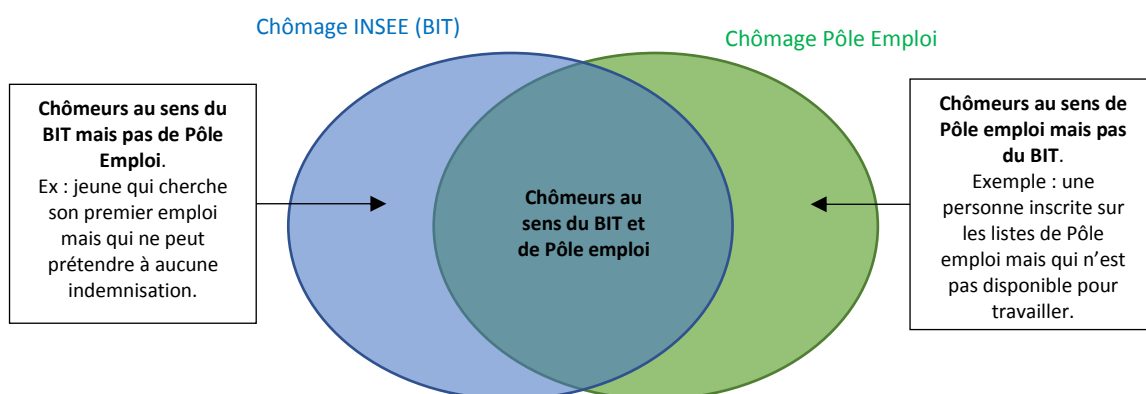 Chômage INSEE (BIT)
Chômage Pôle Emploi
Chômeurs au sens du
BIT mais pas de Pôle
Emploi.
Ex : jeune qui cherche
son premier emploi
mais qui ne peut
prétendre à aucune
indemnisation.
Chômeurs au
sens du BIT et
de Pôle emploi
Chômeurs au sens de
Pôle emploi mais pas
du BIT.
Exemple : une
personne inscrite sur
les listes de Pôle
emploi mais qui n’est
pas disponible pour
travailler.